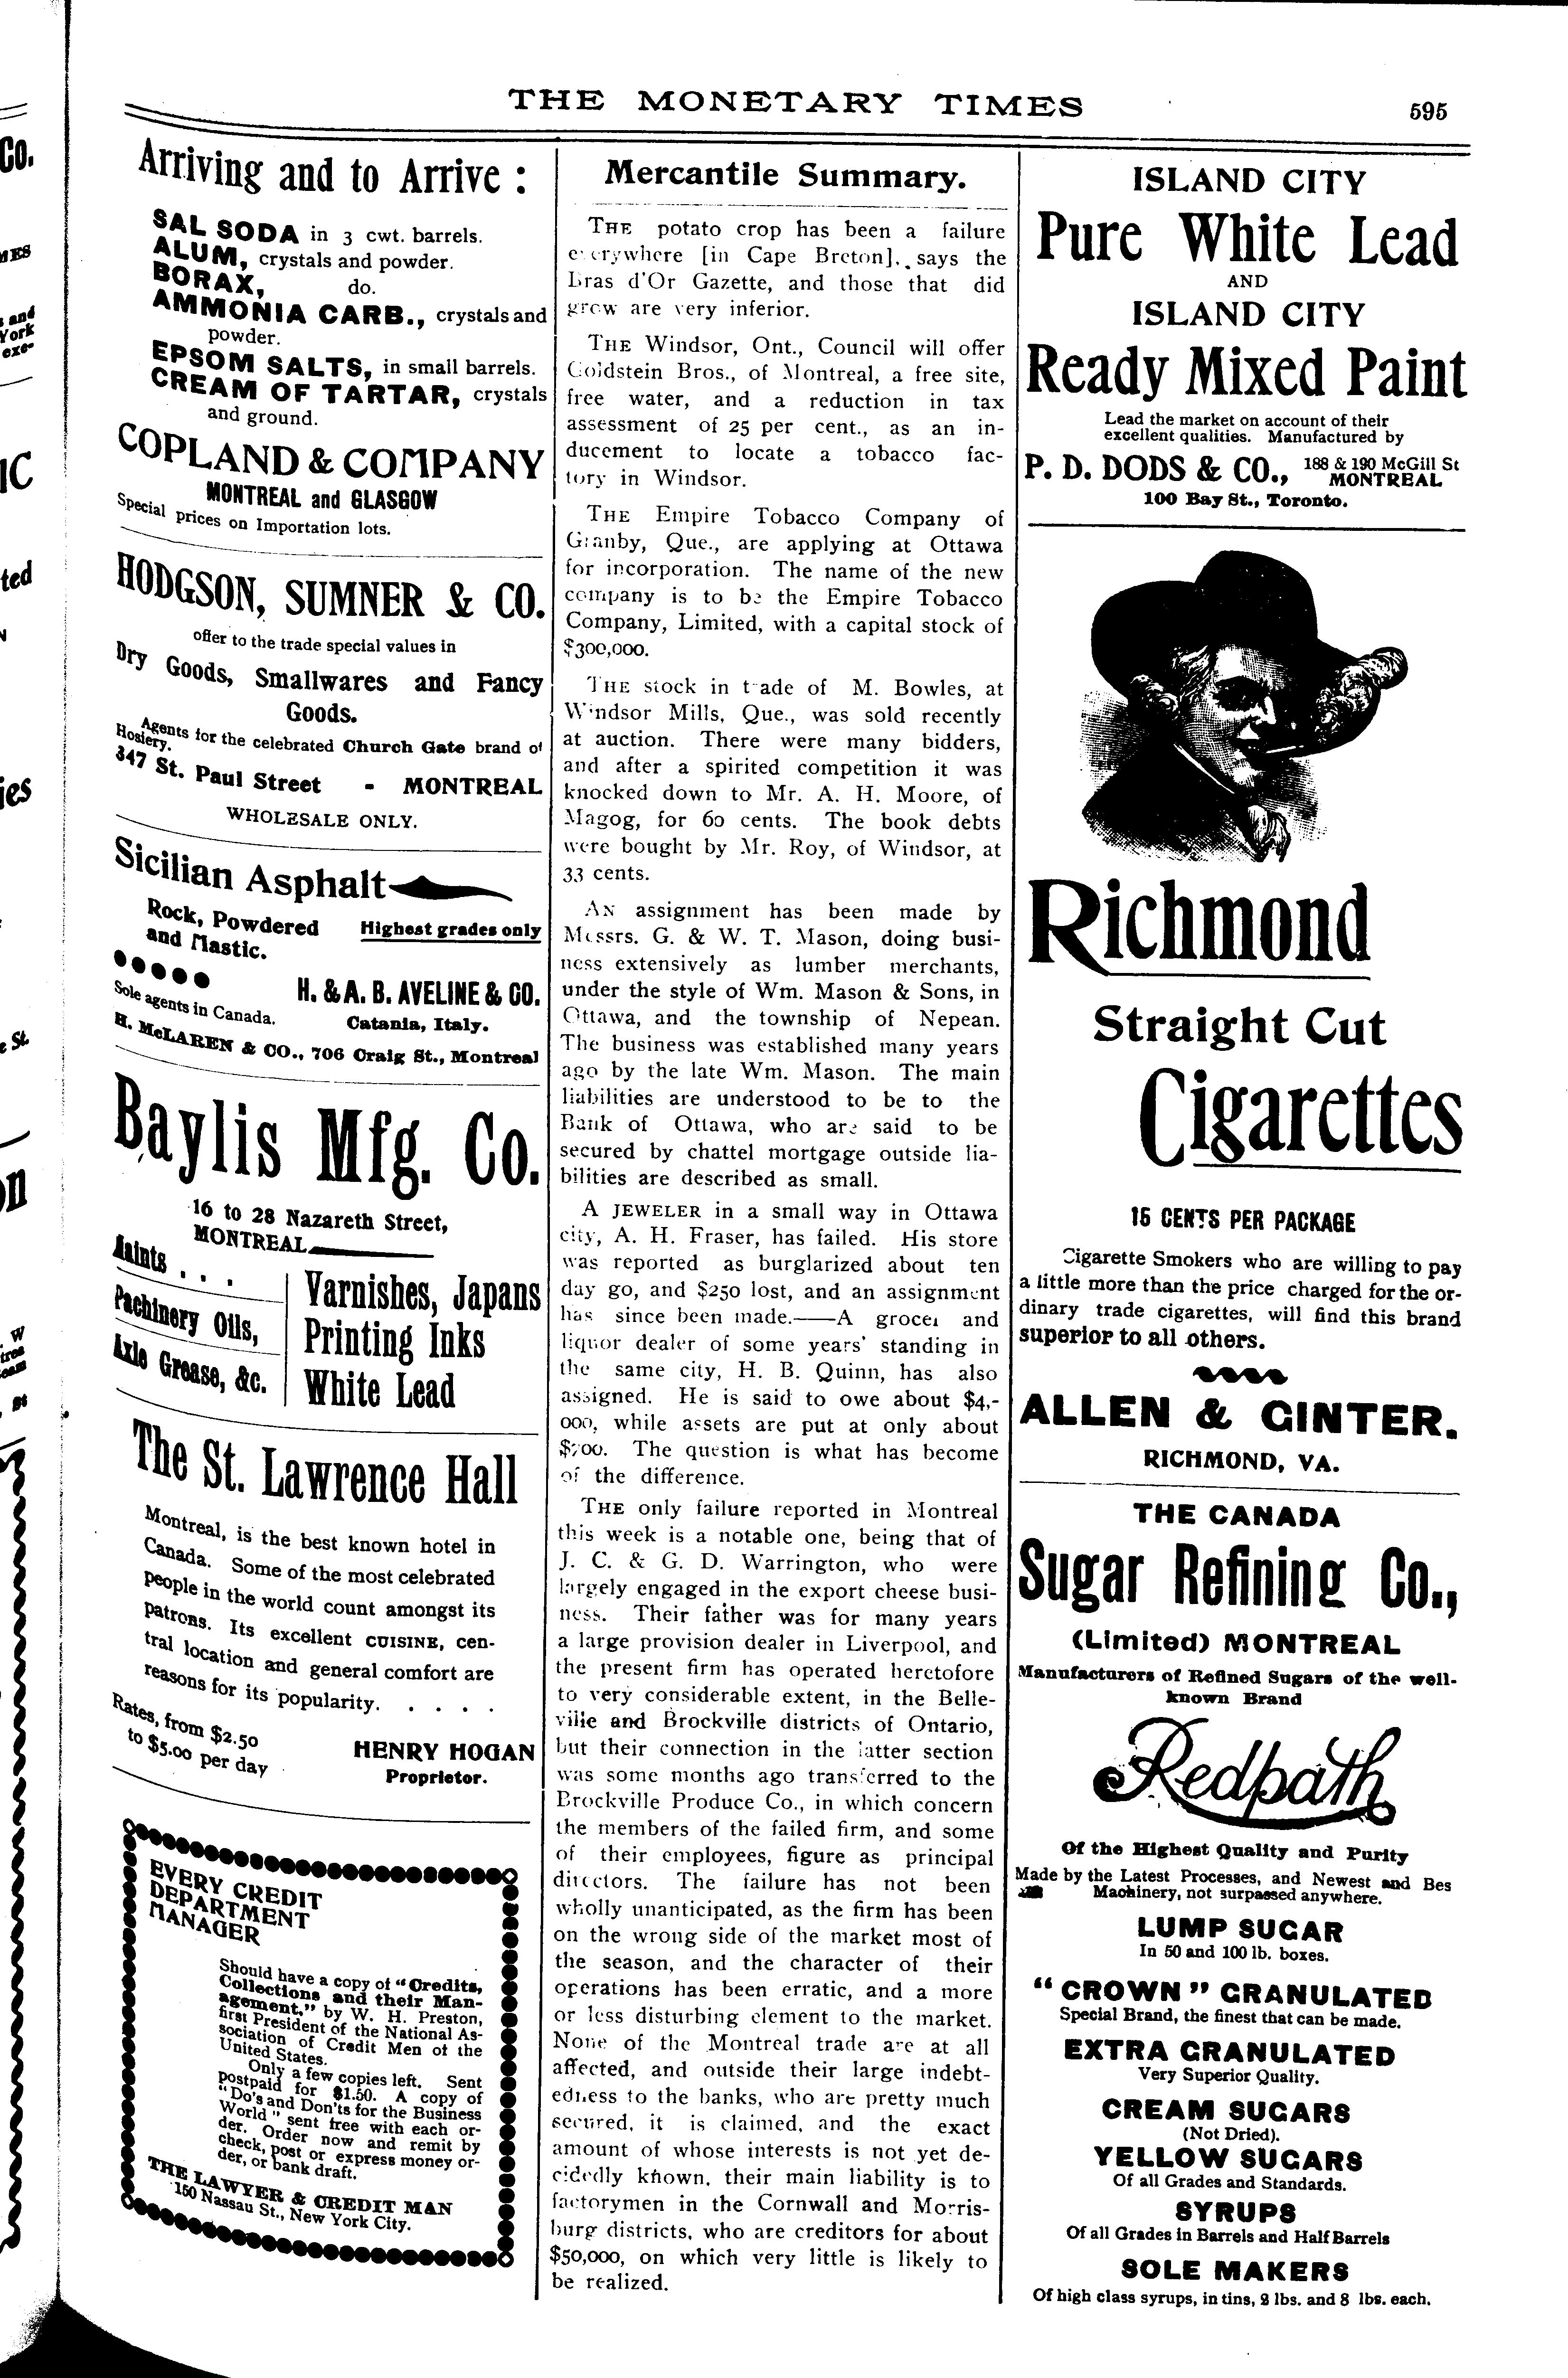 THE MONETARY TIMES 595
Arriving and to Arrive :
SAL SODA in 3 cwt. barrels.
ALUM, crystals and powder.
BORAX, do.
AMMONIA CARB., crystals and
powder.
EPSOM SALTS, in small barrels.
CREAM OF TARTAR, crystals
and ground.
COPLAND & COMPANY
MONTREAL and GLASGOW
Special prices on Importation lots.
HODGSON, SUMNER & CO.
offer to the trade special values in
Dry Goods, Smallwares and Fancy
Goods.
Agents for the celebrated Church Gate brand of
Hosiery.
347 St. Paul Street - MONTREAL
WHOLESALE ONLY.
Sicilian Asphalt
Rock, Powdered
and Mastic.
Highest grades only
H. & A. B. AVELINE & CO.
Catania, Italy.
Sole agents in Canada.
H. McLAREN & CO., 706 Craig St., Montreal
Baylis Mfg. Co.
16 to 28 Nazareth Street,
MONTREAL
Machinery Oils,
Axle Grease, &c.
Varnishes, Japans
Printing Inks
White Lead
The St. Lawrence Hall
Montreal, is the best known hotel in
Canada. Some of the most celebrated
people in the world count amongst its
patrons. Its excellent CUISINE, cen-
tral location and general comfort are
reasons for its popularity. . . . .
Rates, from $2.50
to $5.00 per day
HENRY HOGAN
Proprietor.
EVERY CREDIT
DEPARTMENT
MANAGER
Should have a copy of "Credits,
Collections and their Man-
agement," by W. H. Preston,
first President of the National As-
sociation of Credit Men of the
United States.
Only a few copies left. Sent
postpaid for $1.50. A copy of
"Do's and Don'ts for the Business
World" sent free with each or-
der. Order now and remit by
check, post or express money or-
der, or bank draft.
THE LAWYER & CREDIT MAN
150 Nassau St., New York City.
Mercantile Summary.
THE potato crop has been a failure
everywhere [in Cape Breton], says the
Bras d'Or Gazette, and those that did
grow are very inferior.
THE Windsor, Ont., Council will offer
Goldstein Bros., of Montreal, a free site,
free water, and a reduction in tax
assessment of 25 per cent., as an in-
ducement to locate a tobacco fac-
tory in Windsor.
THE Empire Tobacco Company of
Granby, Que., are applying at Ottawa
for incorporation. The name of the new
company is to be the Empire Tobacco
Company, Limited, with a capital stock of
$300,000.
THE stock in trade of M. Bowles, at
Windsor Mills, Que., was sold recently
at auction. There were many bidders,
and after a spirited competition it was
knocked down to Mr. A. H. Moore, of
Magog, for 60 cents. The book debts
were bought by Mr. Roy, of Windsor, at
33 cents.
AN assignment has been made by
Messrs. G. & W. T. Mason, doing busi-
ness extensively as lumber merchants,
under the style of Wm. Mason & Sons, in
Ottawa, and the township of Nepean.
The business was established many years
ago by the late Wm. Mason. The main
liabilities are understood to be to the
Bank of Ottawa, who are said to be
secured by chattel mortgage outside lia-
bilities are described as small.
A JEWELER in a small way in Ottawa
city, A. H. Fraser, has failed. His store
was reported as burglarized about ten
day go, and $250 lost, and an assignment
has since been made.——A grocer and
liquor dealer of some years' standing in
the same city, H. B. Quinn, has also
assigned. He is said to owe about $4,-
000, while assets are put at only about
The question is what has become
of the difference.
THE only failure reported in Montreal
this week is a notable one, being that of
J. C. & G. D. Warrington, who were
largely engaged in the export cheese busi-
ness. Their father was for many years
a large provision dealer in Liverpool, and
the present firm has operated heretofore
to very considerable extent, in the Belle-
ville and Brockville districts of Ontario,
but their connection in the latter section
was some months ago transferred to the
Brockville Produce Co., in which concern
the members of the failed firm, and some
of their employees, figure as principal
directors. The failure has not been
wholly unanticipated, as the firm has been
on the wrong side of the market most of
the season, and the character of their
operations has been erratic, and a more
or less disturbing element to the market.
None of the Montreal trade are at all
affected, and outside their large indebt-
edness to the banks, who are pretty much
secured, it is claimed, and the exact
amount of whose interests is not yet de-
cidedly known, their main liability is to
factorymen in the Cornwall and Morris-
burg districts, who are creditors for about
$50,000, on which very little is likely to
be realized.
ISLAND CITY
Pure White Lead
AND
ISLAND CITY
Ready Mixed Paint
Lead the market on account of their
excellent qualities. Manufactured by
P. D. DODS & CO., 188 & 190 McGill St
MONTREAL
100 Bay St., Toronto.
Richmond
Straight Cut
Cigarettes
15 CENTS PER PACKAGE
Cigarette Smokers who are willing to pay
a little more than the price charged for the or-
dinary trade cigarettes, will find this brand
superior to all others.
ALLEN & GINTER.
RICHMOND, VA.
THE CANADA
Sugar Refining Co.,
(Limited) MONTREAL
Manufacturers of Refined Sugars of the well-
known Brand
Redpath
Of the Highest Quality and Purity
Made by the Latest Processes, and Newest and Bes
Machinery, not surpassed anywhere.
LUMP SUGAR
In 50 and 100 lb. boxes.
"CROWN" GRANULATED
Special Brand, the finest that can be made.
EXTRA GRANULATED
Very Superior Quality.
CREAM SUGARS
(Not Dried).
YELLOW SUGARS
Of all Grades and Standards.
SYRUPS
Of all Grades in Barrels and Half Barrels
SOLE MAKERS
Of high class syrups, in tins, 2 lbs. and 8 lbs. each.